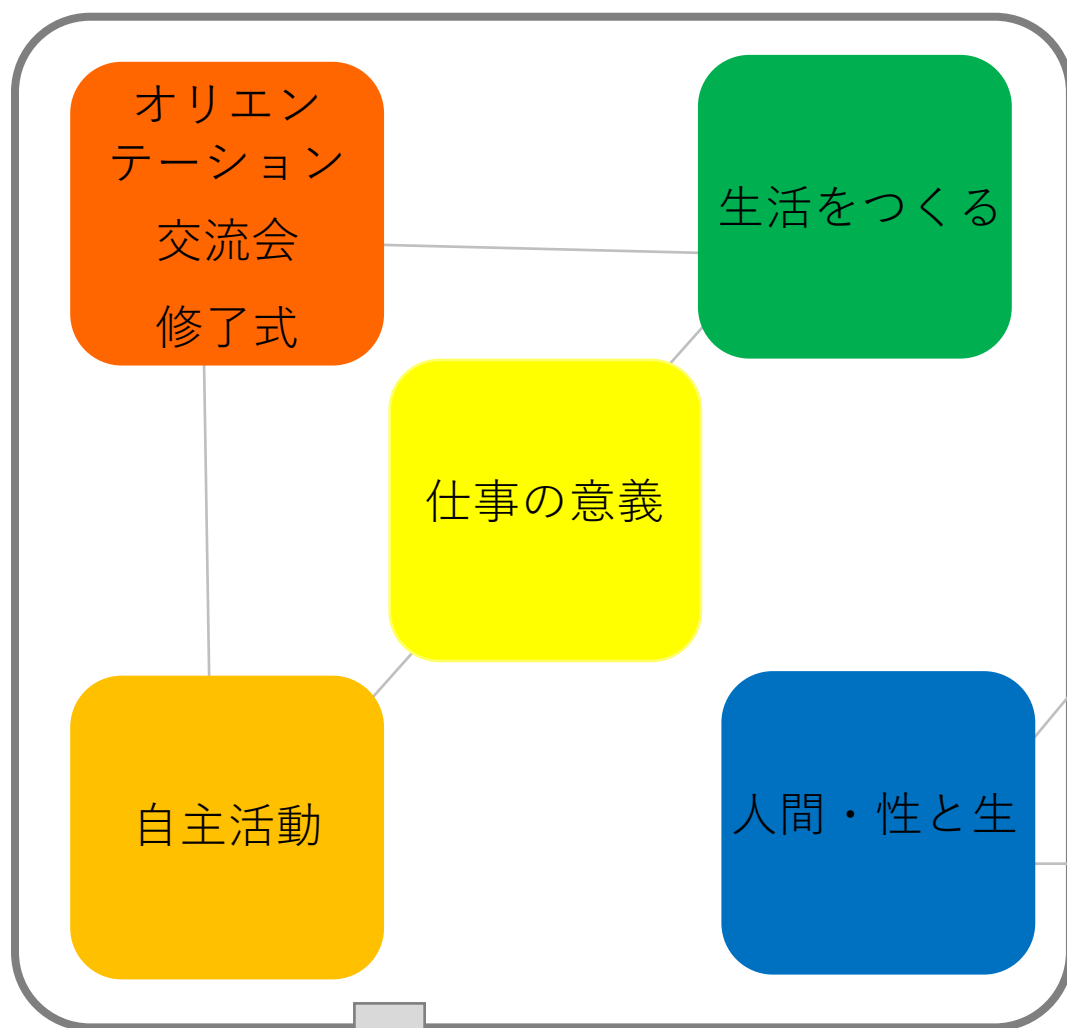 オリエン
テーション
交流会
修了式
生活をつくる
仕事の意義
自主活動
人間・性と生